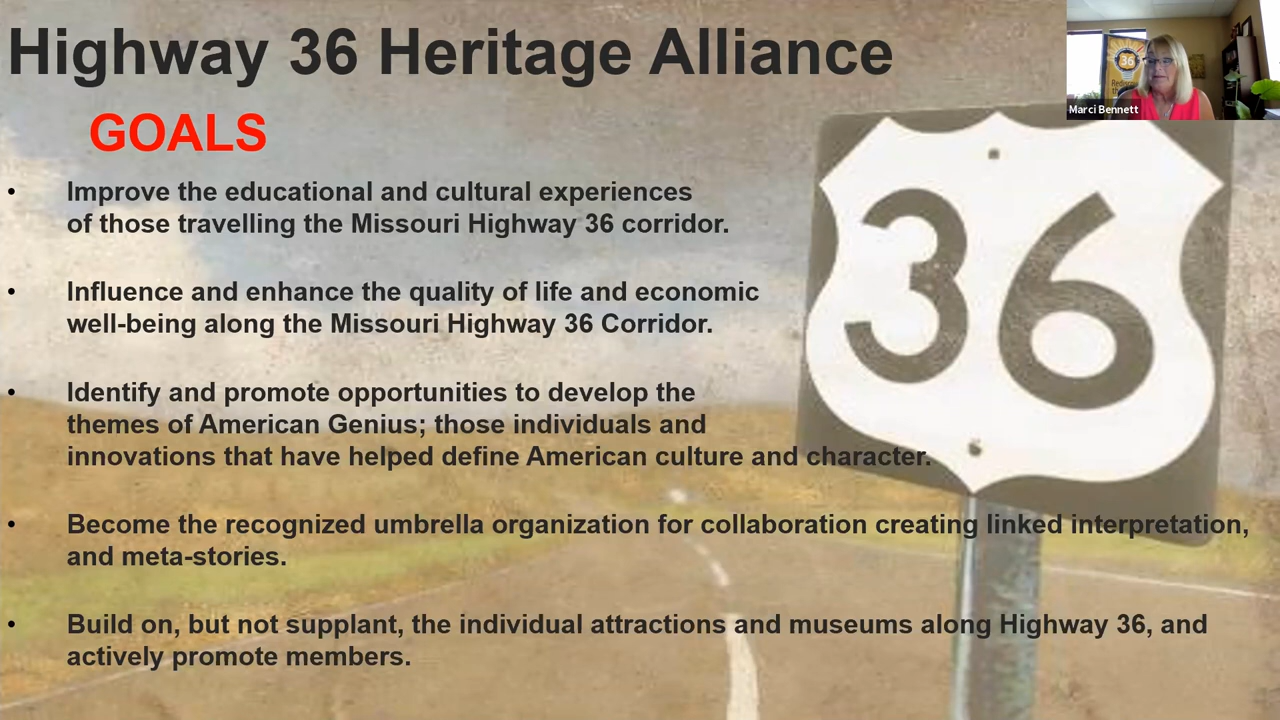 Highway 36 Heritage Alliance
GOALS
• Improve the educational and cultural experiences
of those travelling the Missouri Highway 36 corridor.
• Influence and enhance the quality of life and economic
well-being along the Missouri Highway 36 Corridor.
• Identify and promote opportunities to develop the
themes of American Genius; those individuals and
innovations that have helped define American culture and character.
• Become the recognized umbrella organization for collaboration creating linked interpretation,
and meta-stories.
• Build on, but not supplant, the individual attractions and museums along Highway 36, and
actively promote members.
36
36
Marci Bennett